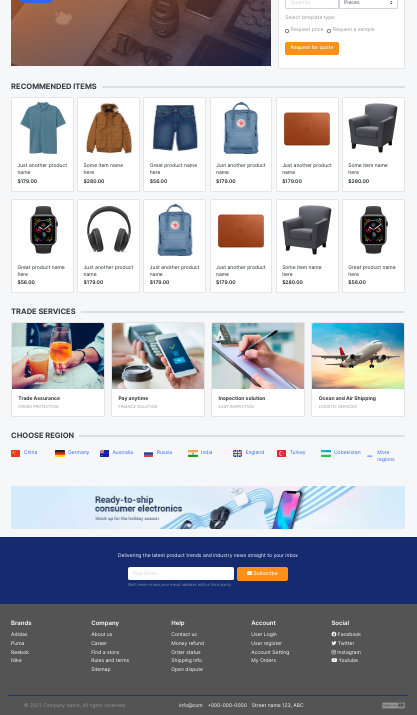 Quantity
Pieces
Select template type:
Request price
Request a sample
Request for quote
RECOMMENDED ITEMS
Just another product name
$179.00
Some item name here
$280.00
Great product name here
$56.00
Just another product name
$179.00
Just another product name
$179.00
Some item name here
$280.00
Great product name here
$56.00
Just another product name
$179.00
Just another product name
$179.00
Just another product name
$179.00
Some item name here
$280.00
Great product name here
$56.00
TRADE SERVICES
Trade Assurance
ORDER PROTECTION
Pay anytime
FINANCE SOLUTION
Inspection solution
EASY INSPECTION
Ocean and Air Shipping
LOGISTIC SERVICES
CHOOSE REGION
China
Germany
Australia
Russia
India
England
Turkey
Uzbekistan
More regions
Ready-to-ship
consumer electronics
Stock up for the holiday season
Delivering the latest product trends and industry news straight to your inbox
Your Email
Subscribe
We'll never share your email address with a third-party.
Brands
Adidas
Puma
Reebok
Nike
Company
About us
Career
Find a store
Rules and terms
Sitemap
Help
Contact us
Money refund
Order status
Shipping info
Open dispute
Account
User Login
User register
Account Setting
My Orders
Social
Facebook
Twitter
Instagram
Youtube
© 2021 Company name, All rights reserved
info@com
+000-000-0000
Street name 123, ABC